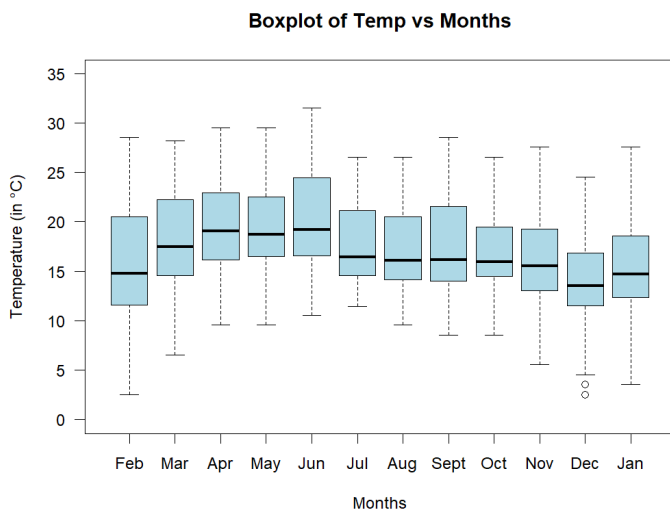 Boxplot of Temp vs Months
Temperature (in °C)
35
30
25
20
15
10
5
0
Feb Mar Apr May Jun Jul Aug Sept Oct Nov Dec Jan
Months